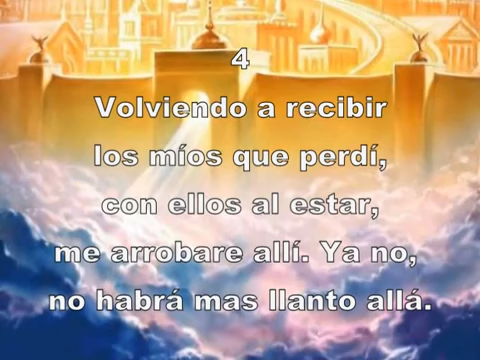 4
Volviendo a recibir
los míos que perdí,
con ellos al estar,
me arrobare allí. Ya no,
no habrá mas llanto allá.